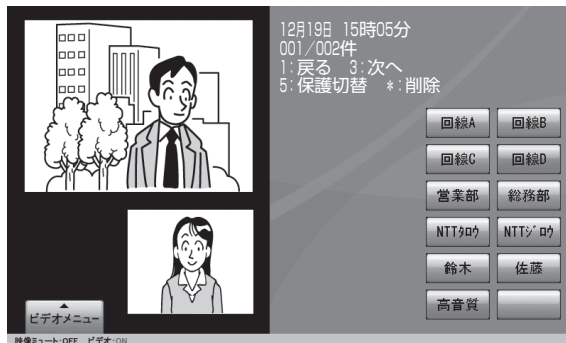 12月19日 15時05分
001/002件
1:戻る 3:次へ
5:保護切替 *:削除
回線A 回線B
回線C 回線D
営業部 総務部
NTTタロウ NTTジロウ
鈴木 佐藤
高音質
ビデオメニュー
映像ミュート:OFF ビデオ:ON